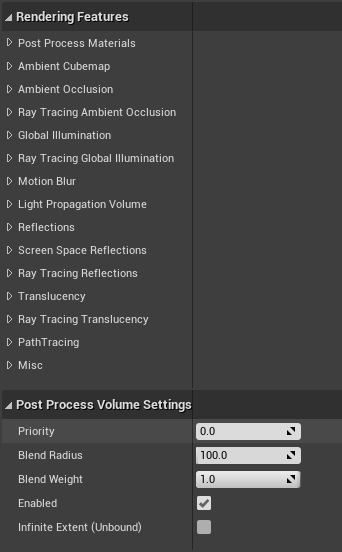 Rendering Features
Post Process Materials
Ambient Cubemap
Ambient Occlusion
Ray Tracing Ambient Occlusion
Global Illumination
Ray Tracing Global Illumination
Motion Blur
Light Propagation Volume
Reflections
Screen Space Reflections
Ray Tracing Reflections
Translucency
Ray Tracing Translucency
PathTracing
Misc
Post Process Volume Settings
Priority 0.0
Blend Radius 100.0
Blend Weight 1.0
Enabled
Infinite Extent (Unbound)